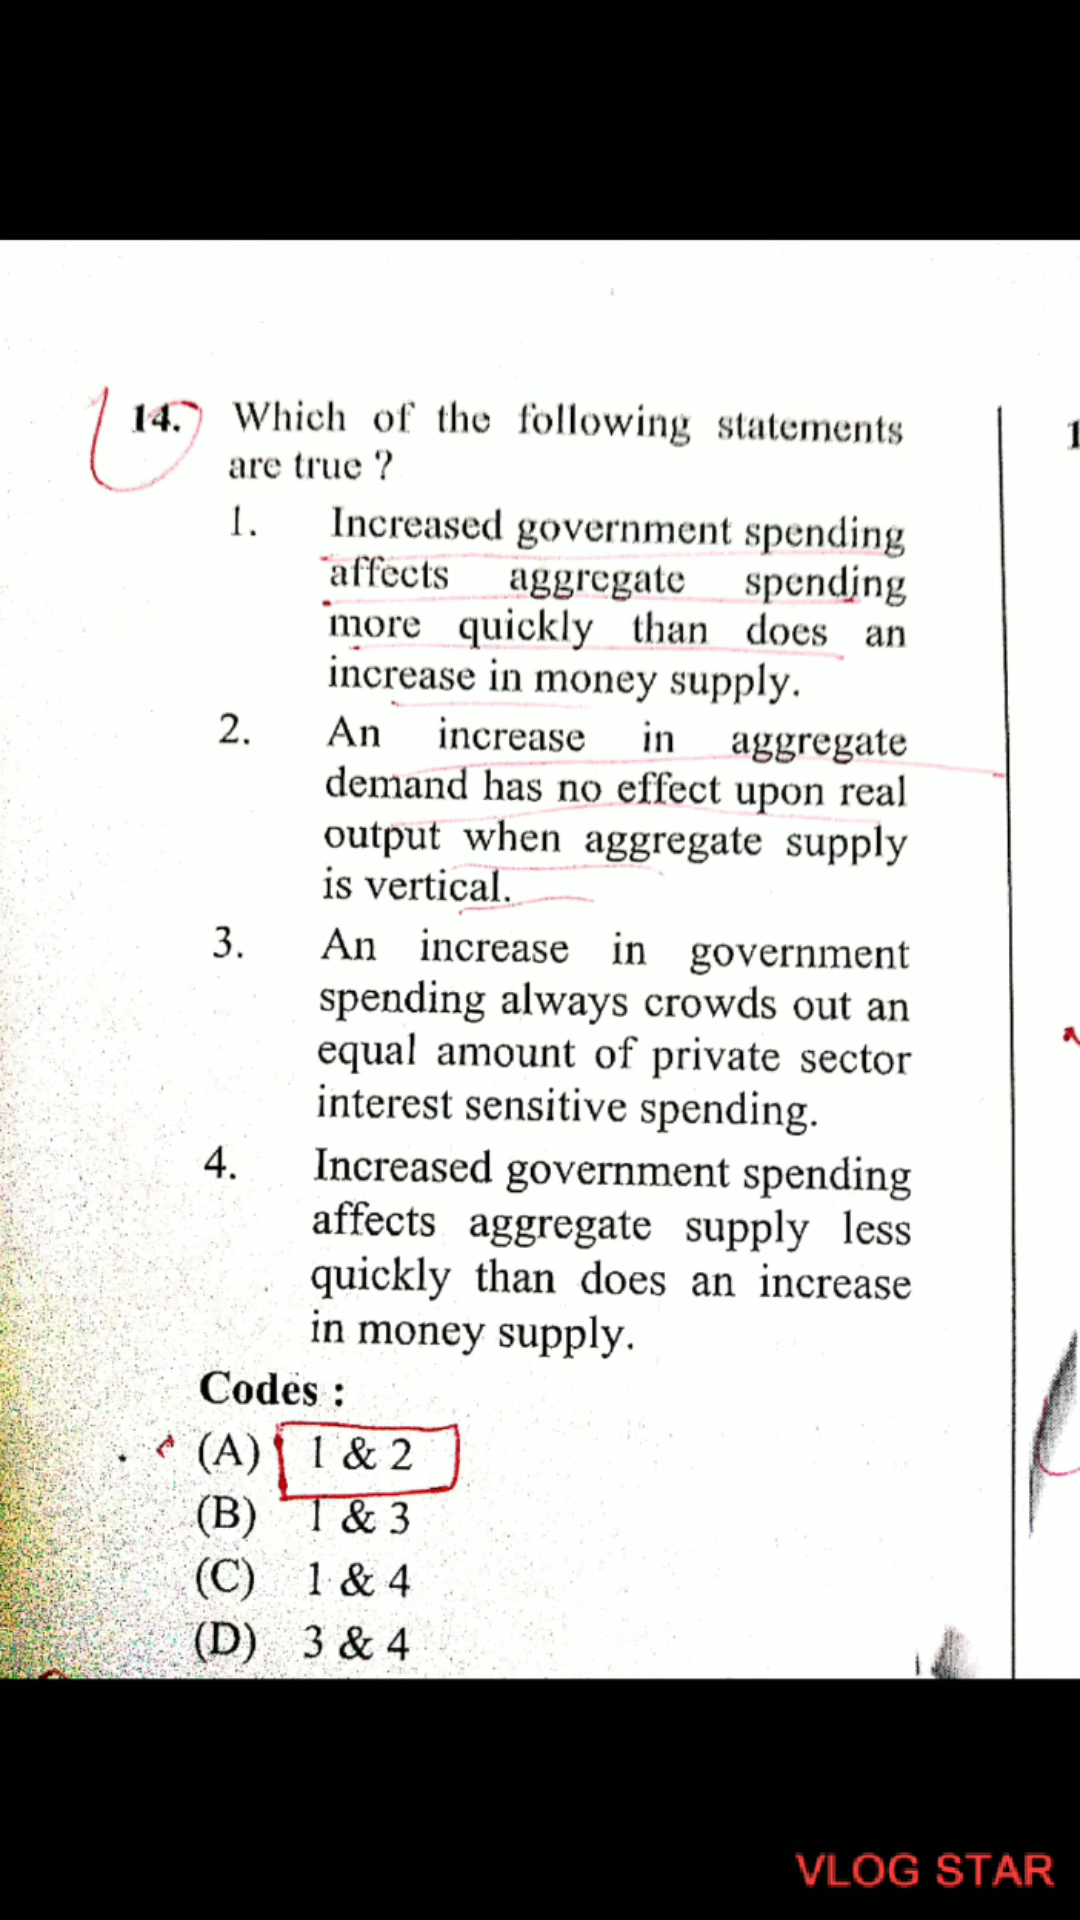 14. Which of the following statements
are true ?
1. Increased government spending
affects aggregate spending
more quickly than does an
increase in money supply.
2. An increase in aggregate
demand has no effect upon real
output when aggregate supply
is vertical.
3. An increase in government
spending always crowds out an
equal amount of private sector
interest sensitive spending.
4. Increased government spending
affects aggregate supply less
quickly than does an increase
in money supply.
Codes :
(A) 1 & 2
(B) 1 & 3
(C) 1 & 4
(D) 3 & 4
VLOG STAR